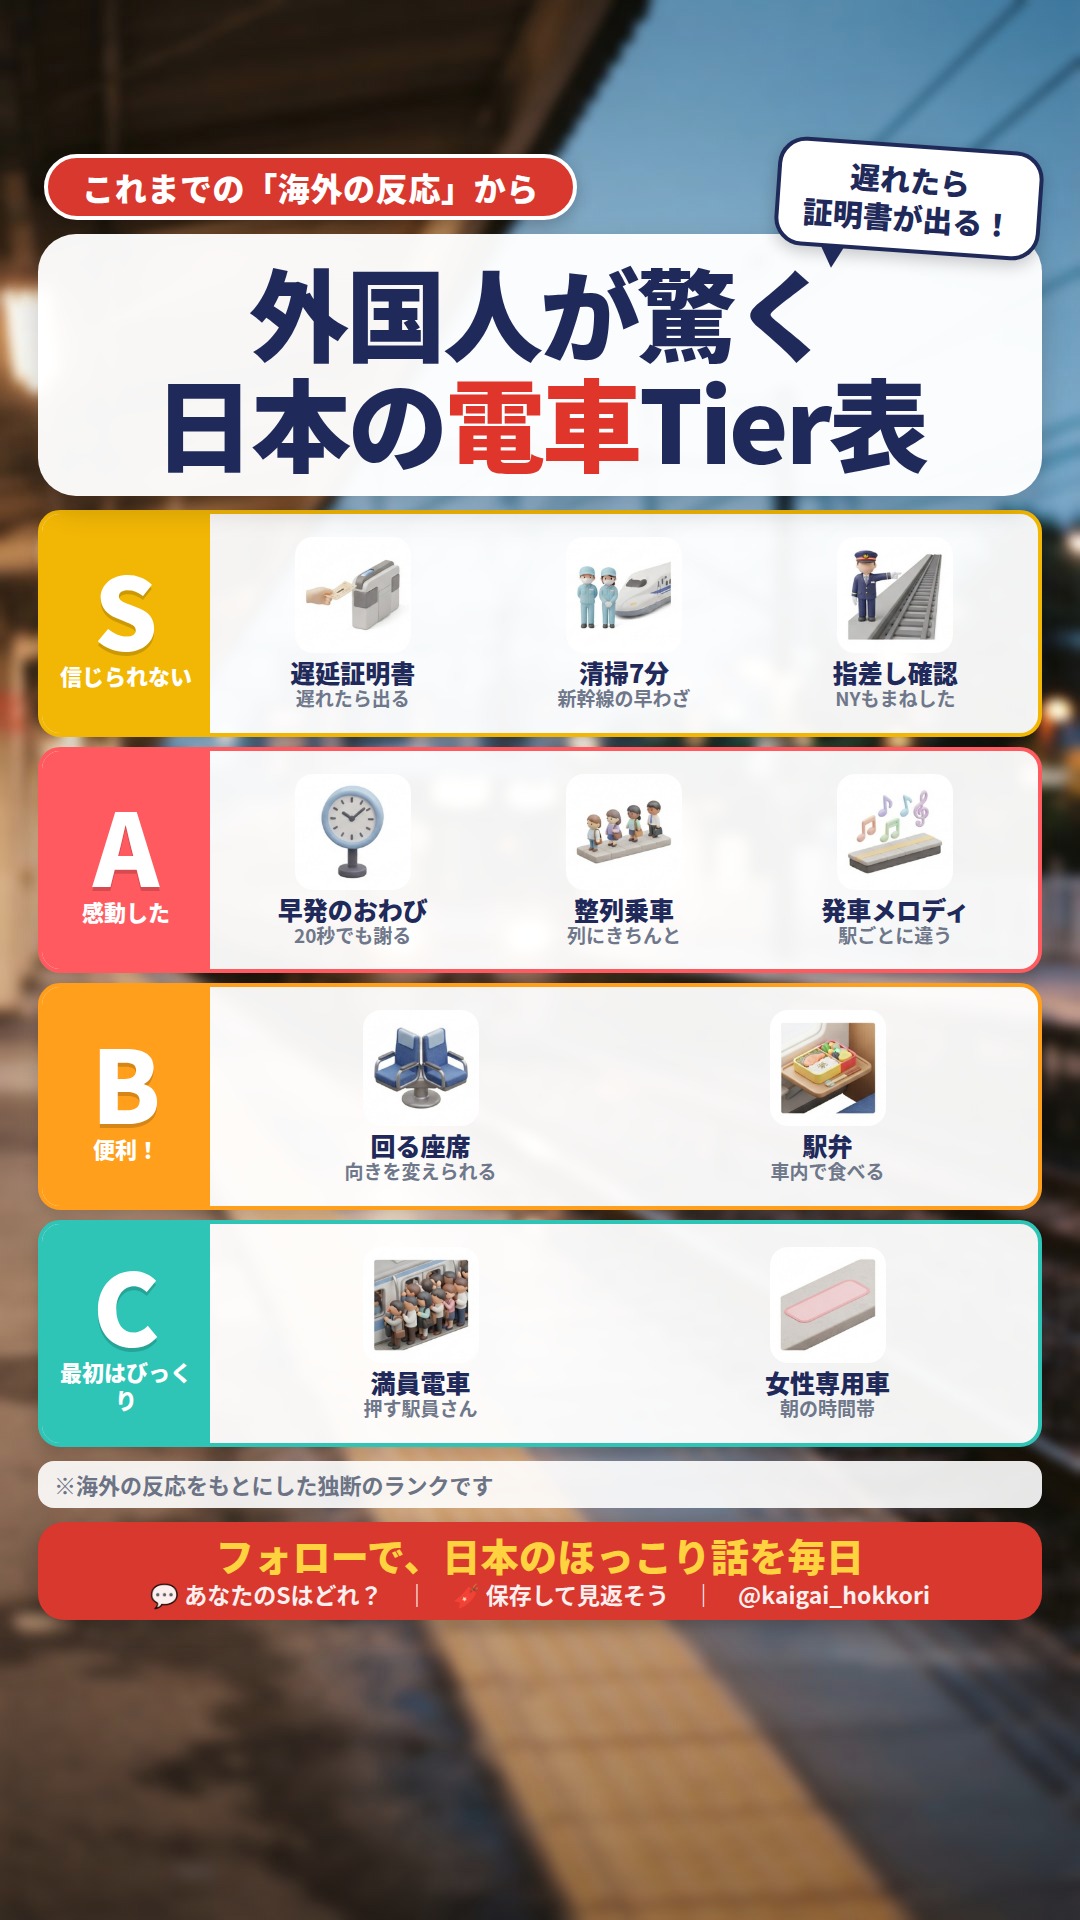 これまでの「海外の反応」から
遅れたら
証明書が出る！
外国人が驚く
日本の電車Tier表
S
信じられない
遅延証明書
遅れたら出る
清掃7分
新幹線の早わざ
指差し確認
NYもまねした
A
感動した
早発のおわび
20秒でも謝る
整列乗車
列にきちんと
発車メロディ
駅ごとに違う
B
便利！
回る座席
向きを変えられる
駅弁
車内で食べる
C
最初はびっく
り
満員電車
押す駅員さん
女性専用車
朝の時間帯
※海外の反応をもとにした独断のランクです
フォローで、日本のほっこり話を毎日
💬 あなたのSはどれ？ ｜ 🔖 保存して見返そう ｜ @kaigai_hokkori